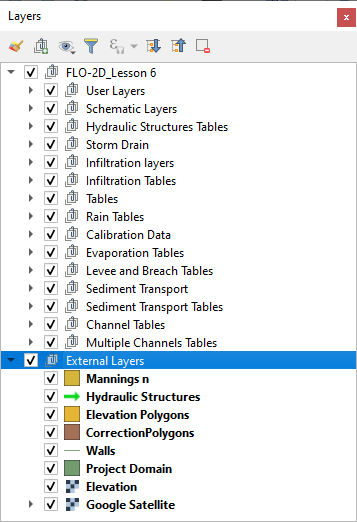 Layers
FLO-2D_Lesson 6
User Layers
Schematic Layers
Hydraulic Structures Tables
Storm Drain
Infiltration layers
Infiltration Tables
Tables
Rain Tables
Calibration Data
Evaporation Tables
Levee and Breach Tables
Sediment Transport
Sediment Transport Tables
Channel Tables
Multiple Channels Tables
External Layers
Mannings n
Hydraulic Structures
Elevation Polygons
CorrectionPolygons
Walls
Project Domain
Elevation
Google Satellite